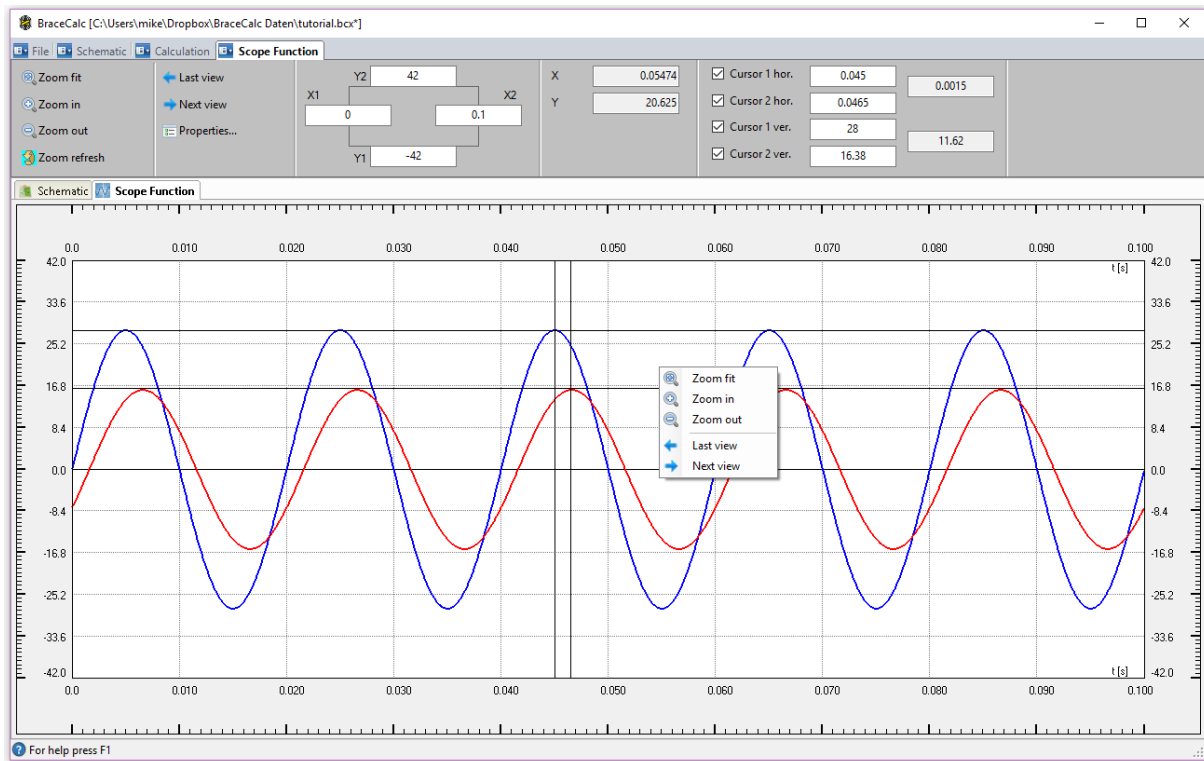 BraceCalc [C:\Users\mike\Dropbox\BraceCalc Daten\tutorial.bcx*]
File Schematic Calculation Scope Function
Zoom fit
Zoom in
Zoom out
Zoom refresh
Last view
Next view
Properties...
Y2 42
X1 X2
0 0.1
Y1 -42
X 0.05474
Y 20.625
Cursor 1 hor. 0.045
Cursor 2 hor. 0.0465
0.0015
Cursor 1 ver. 28
Cursor 2 ver. 16.38
11.62
Schematic Scope Function
0.0 0.010 0.020 0.030 0.040 0.050 0.060 0.070 0.080 0.090 0.100
t [s]
42.0 42.0
33.6 33.6
25.2 25.2
16.8 16.8
8.4 8.4
0.0 0.0
-8.4 -8.4
-16.8 -16.8
-25.2 -25.2
-33.6 -33.6
-42.0 -42.0
Zoom fit
Zoom in
Zoom out
Last view
Next view
t [s]
0.0 0.010 0.020 0.030 0.040 0.050 0.060 0.070 0.080 0.090 0.100
For help press F1